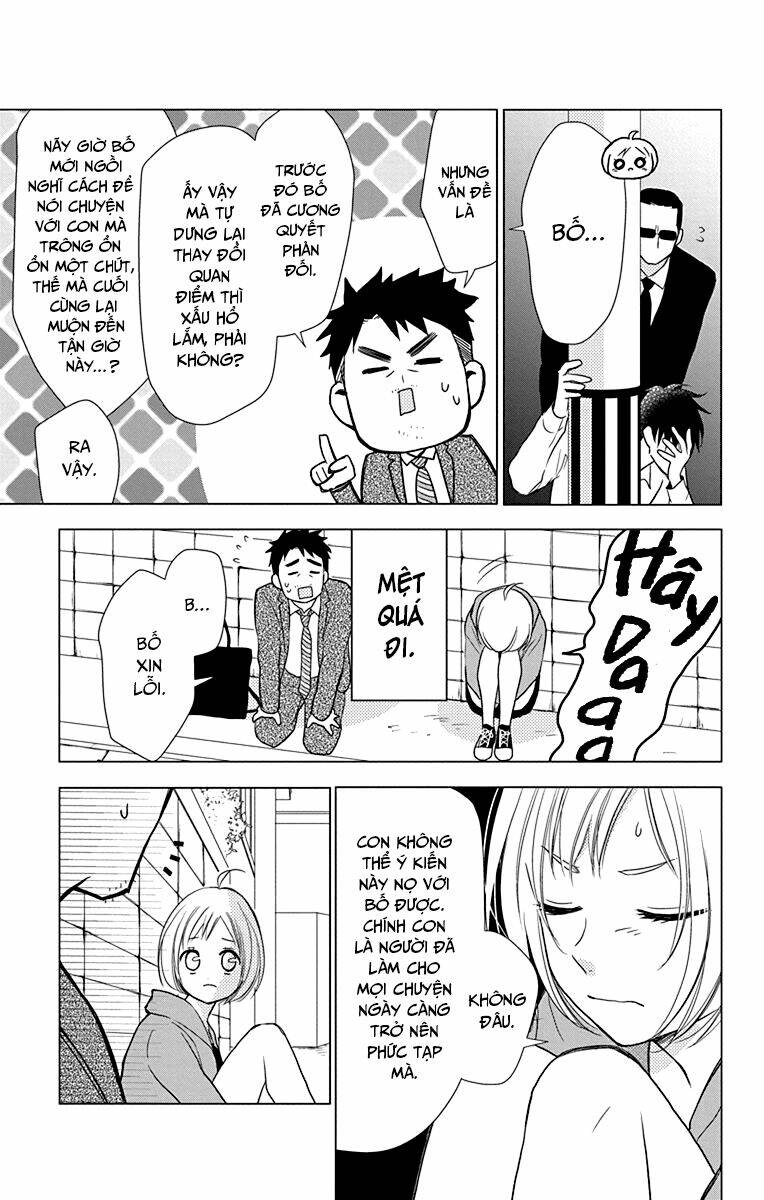 BỐ...
NHƯNG
VẤN ĐỀ
LÀ
TRƯỚC
ĐÓ BỐ
ĐÃ CƯƠNG
QUYẾT
PHẢN
ĐỐI.
ẤY VẬY
MÀ TỰ
DƯNG LẠI
THAY ĐỔI
QUAN
ĐIỂM THÌ
XẤU HỔ
LẮM, PHẢI
KHÔNG?
NÃY GIỜ BỐ
MỚI NGỒI
NGHĨ CÁCH ĐỂ
NÓI CHUYỆN
VỚI CON MÀ
TRÔNG ỔN
ỔN MỘT CHÚT,
THẾ MÀ CUỐI
CÙNG LẠI
MUỘN ĐẾN
TẬN GIỜ
NÀY...?
RA
VẬY.
Hây
Daaa
MỆT
QUÁ
ĐI.
B...
BỐ
XIN
LỖI.
CON KHÔNG
THỂ Ý KIẾN
NÀY NỌ VỚI
BỐ ĐƯỢC.
CHÍNH CON
LÀ NGƯỜI ĐÃ
LÀM CHO
MỌI CHUYỆN
NGÀY CÀNG
TRỞ NÊN
PHỨC TẠP
MÀ.
KHÔNG
ĐÂU.